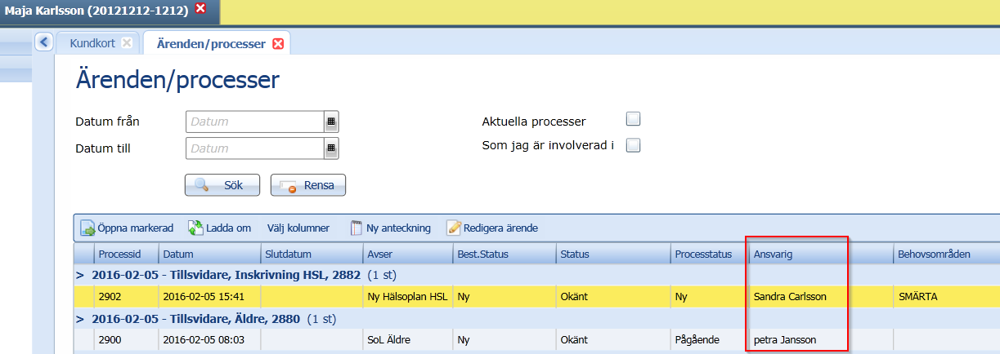 Maja Karlsson (20121212-1212)
Kundkort Ärenden/processer
Ärenden/processer
Datum från Datum Aktuella processer
Datum till Datum Som jag är involverad i
Sök Rensa
Öppna markerad Ladda om Välj kolumner Ny anteckning Redigera ärende
Processid Datum Slutdatum Avser Best.Status Status Processtatus Ansvarig Behovsområden
> 2016-02-05 - Tillsvidare, Inskrivning HSL, 2882 (1 st)
2902 2016-02-05 15:41 Ny Hälsoplan HSL Ny Okänt Ny Sandra Carlsson SMÄRTA
> 2016-02-05 - Tillsvidare, Äldre, 2880 (1 st)
2900 2016-02-05 08:03 SoL Äldre Ny Okänt Pågående petra Jansson